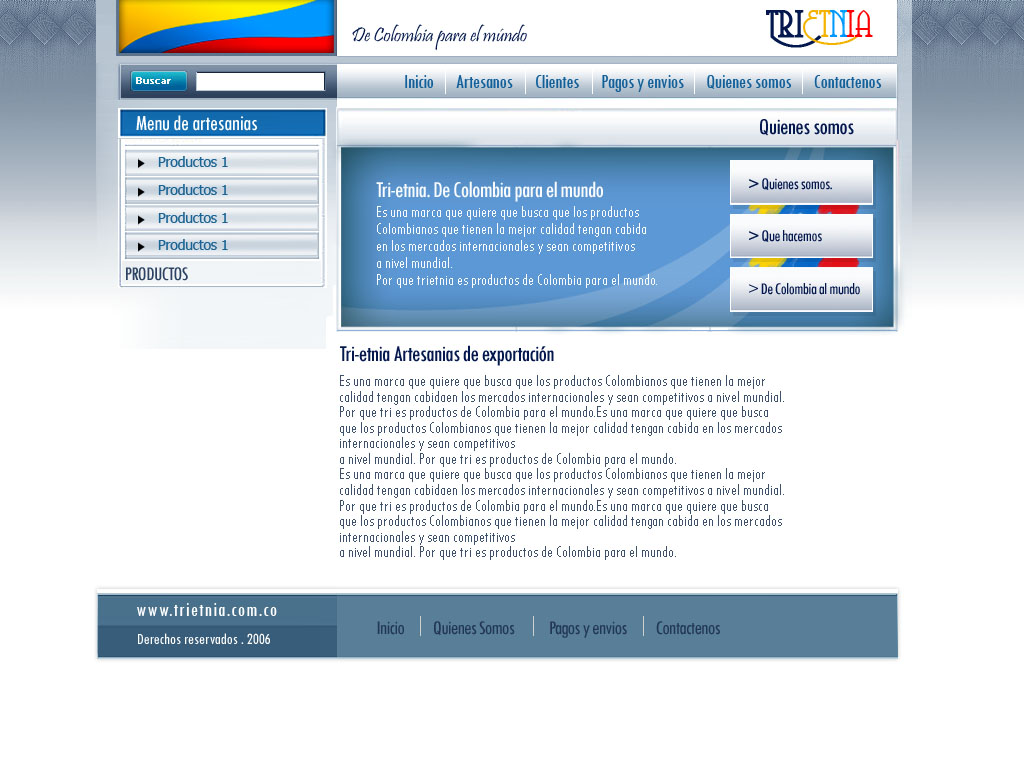 De Colombia para el múndo
TRIETNIA
Buscar
Inicio
Artesanos
Clientes
Pagos y envios
Quienes somos
Contactenos
Menu de artesanias
Productos 1
Productos 1
Productos 1
Productos 1
PRODUCTOS
Quienes somos
Tri-etnia. De Colombia para el mundo
Es una marca que quiere que busca que los productos
Colombianos que tienen la mejor calidad tengan cabida
en los mercados internacionales y sean competitivos
a nivel mundial.
Por que trietnia es productos de Colombia para el mundo.
> Quienes somos.
> Que hacemos
> De Colombia al mundo
Tri-etnia Artesanias de exportación
Es una marca que quiere que busca que los productos Colombianos que tienen la mejor
calidad tengan cabidaen los mercados internacionales y sean competitivos a nivel mundial.
Por que tri es productos de Colombia para el mundo.Es una marca que quiere que busca
que los productos Colombianos que tienen la mejor calidad tengan cabida en los mercados
internacionales y sean competitivos
a nivel mundial. Por que tri es productos de Colombia para el mundo.
Es una marca que quiere que busca que los productos Colombianos que tienen la mejor
calidad tengan cabidaen los mercados internacionales y sean competitivos a nivel mundial.
Por que tri es productos de Colombia para el mundo.Es una marca que quiere que busca
que los productos Colombianos que tienen la mejor calidad tengan cabida en los mercados
internacionales y sean competitivos
a nivel mundial. Por que tri es productos de Colombia para el mundo.
www.trietnia.com.co
Derechos reservados . 2006
Inicio
Quienes Somos
Pagos y envios
Contactenos